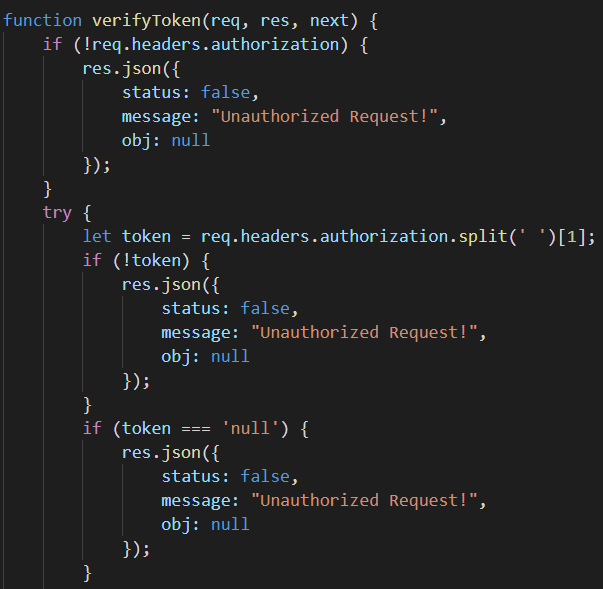 function verifyToken(req, res, next) {
    if (!req.headers.authorization) {
        res.json({
            status: false,
            message: "Unauthorized Request!",
            obj: null
        });
    }
    try {
        let token = req.headers.authorization.split(' ')[1];
        if (!token) {
            res.json({
                status: false,
                message: "Unauthorized Request!",
                obj: null
            });
        }
        if (token === 'null') {
            res.json({
                status: false,
                message: "Unauthorized Request!",
                obj: null
            });
        }